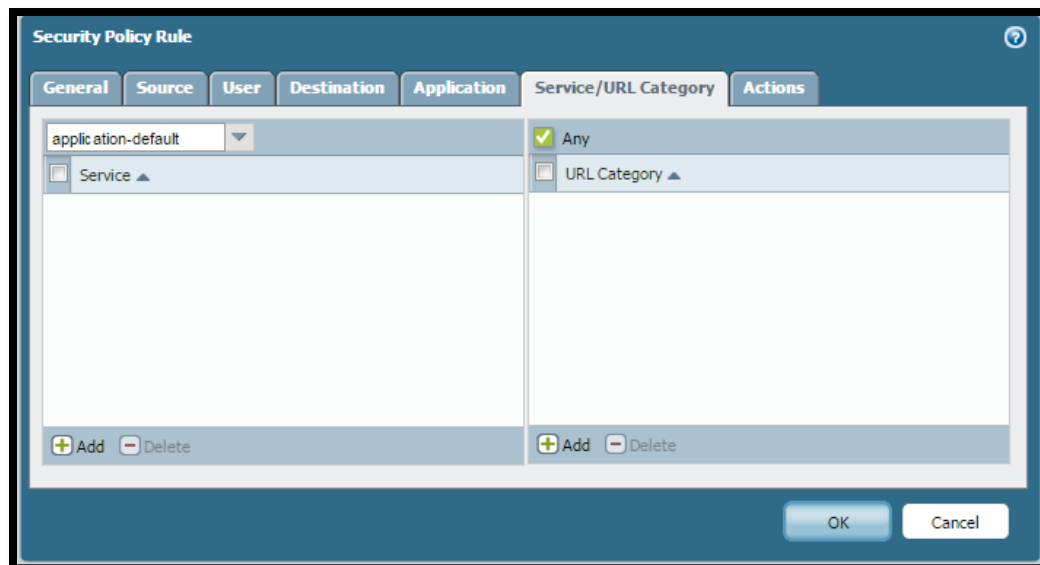 Security Policy Rule
?
General Source User Destination Application Service/URL Category Actions
application-default
Any
Service
URL Category
Add Delete
Add Delete
OK Cancel